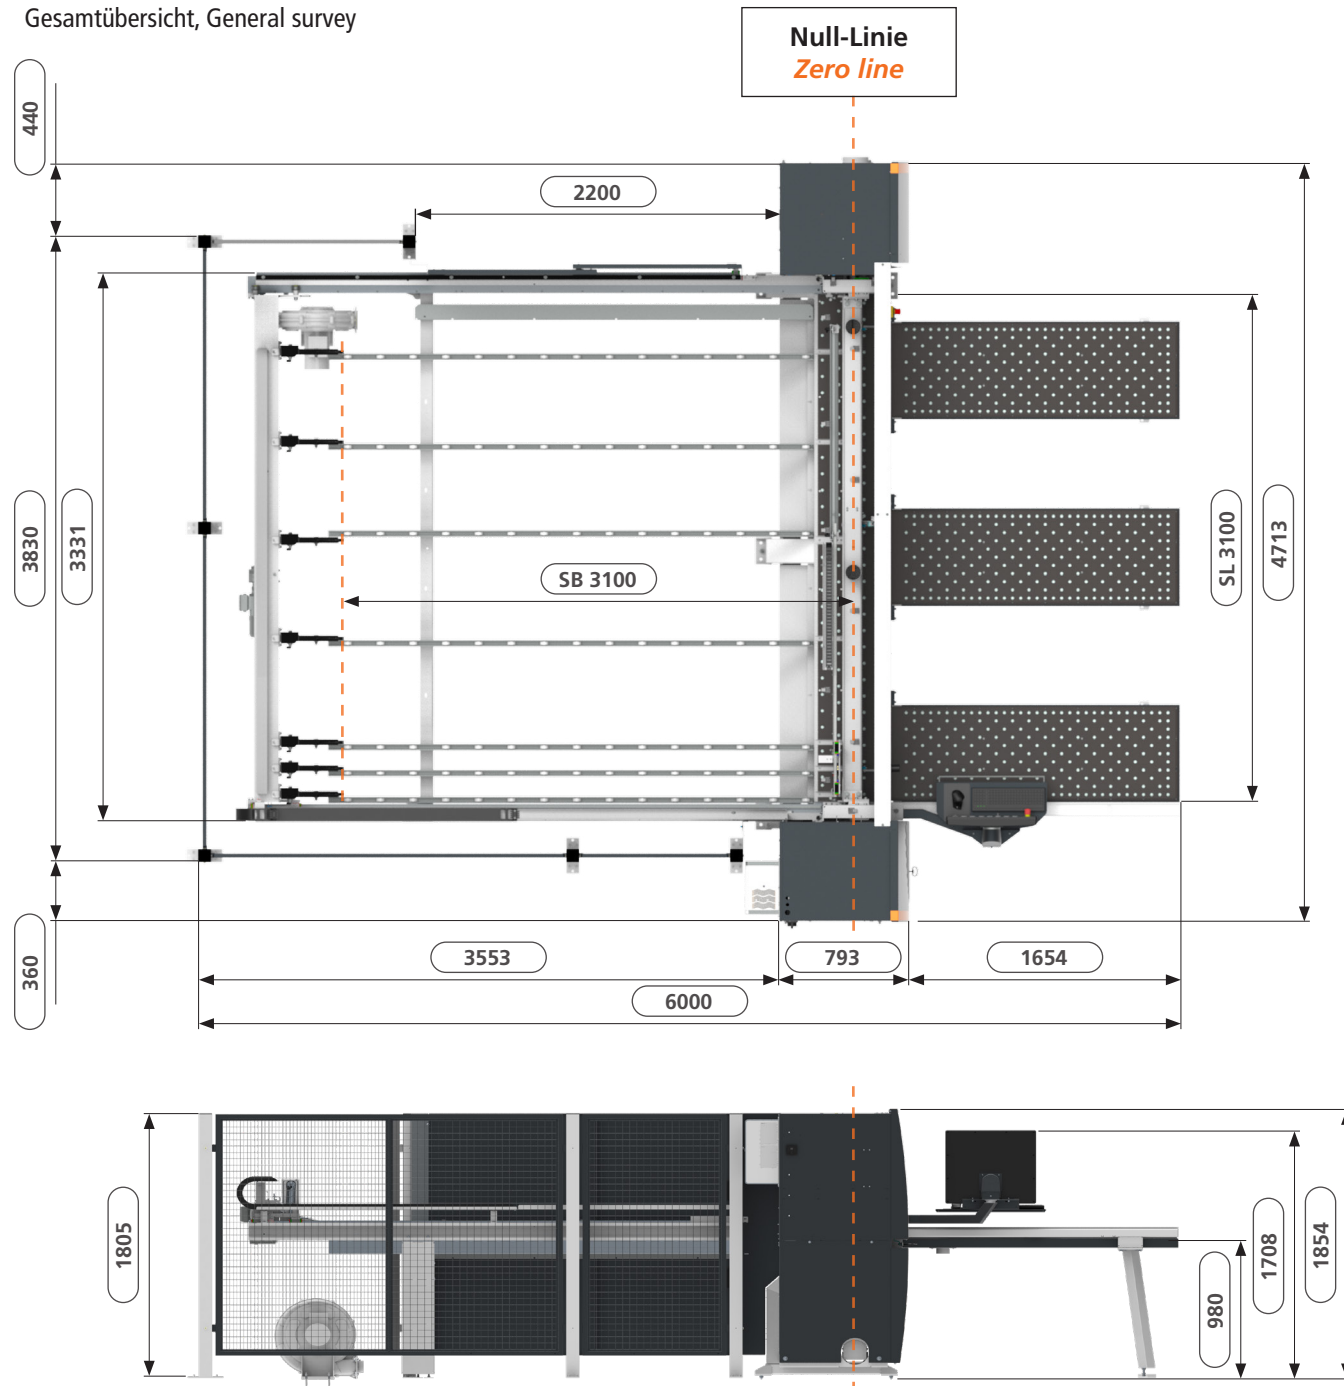 Gesamtübersicht, General survey
Null-Linie
Zero line
440
2200
3830
3331
SB 3100
SL 3100
4713
360
3553
793
1654
6000
1805
980
1708
1854